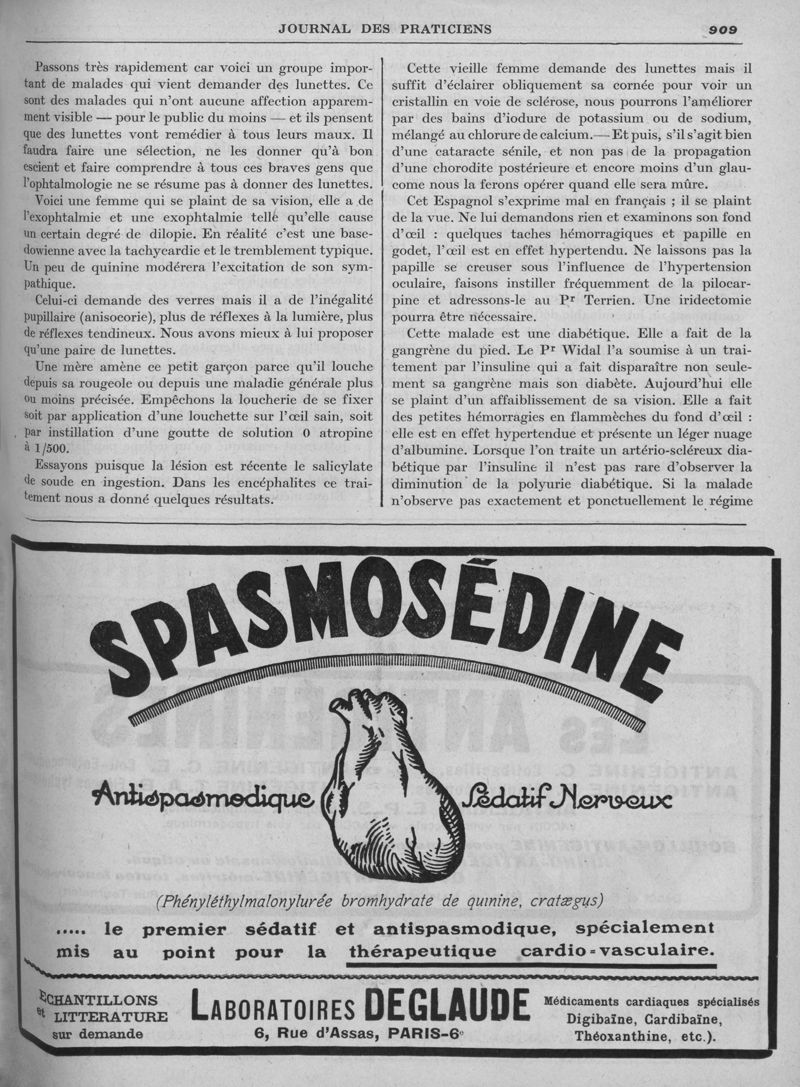 JOURNAL DES PRATICIENS
909
Passons très rapidement car voici un groupe impor-
tant de malades qui vient demander des lunettes. Ce
sont des malades qui n'ont aucune affection apparem-
ment visible — pour le public du moins — et ils pensent
que des lunettes vont remédier à tous leurs maux. Il
faudra faire une sélection, ne les donner qu'à bon
escient et faire comprendre à tous ces braves gens que
l'ophtalmologie ne se résume pas à donner des lunettes.
Voici une femme qui se plaint de sa vision, elle a de
l'exophtalmie et une exophtalmie telle qu'elle cause
un certain degré de dilopie. En réalité c'est une base-
dowienne avec la tachycardie et le tremblement typique.
Un peu de quinine modérera l'excitation de son sym-
pathique.
Celui-ci demande des verres mais il a de l'inégalité
pupillaire (anisocorie), plus de réflexes à la lumière, plus
de réflexes tendineux. Nous avons mieux à lui proposer
qu'une paire de lunettes.
Une mère amène ce petit garçon parce qu'il louche
depuis sa rougeole ou depuis une maladie générale plus
ou moins précisée. Empêchons la loucherie de se fixer
soit par application d'une louchette sur l'œil sain, soit
par instillation d'une goutte de solution 0 atropine
à 1/500.
Essayons puisque la lésion est récente le salicylate
de soude en ingestion. Dans les encéphalites ce trai-
tement nous a donné quelques résultats.
Cette vieille femme demande des lunettes mais il
suffit d'éclairer obliquement sa cornée pour voir un
cristallin en voie de sclérose, nous pourrons l'améliorer
par des bains d'iodure de potassium ou de sodium,
mélangé au chlorure de calcium. — Et puis, s'il s'agit bien
d'une cataracte sénile, et non pas de la propagation
d'une chorodite postérieure et encore moins d'un glau-
come nous la ferons opérer quand elle sera mûre.
Cet Espagnol s'exprime mal en français ; il se plaint
de la vue. Ne lui demandons rien et examinons son fond
d'œil : quelques taches hémorragiques et papille en
godet, l'œil est en effet hypertendu. Ne laissons pas la
papille se creuser sous l'influence de l'hypertension
oculaire, faisons instiller fréquemment de la pilocar-
pine et adressons-le au Pr Terrien. Une iridectomie
pourra être nécessaire.
Cette malade est une diabétique. Elle a fait de la
gangrène du pied. Le Pr Widal l'a soumise à un trai-
tement par l'insuline qui a fait disparaître non seule-
ment sa gangrène mais son diabète. Aujourd'hui elle
se plaint d'un affaiblissement de sa vision. Elle a fait
des petites hémorragies en flammèches du fond d'œil :
elle est en effet hypertendue et présente un léger nuage
d'albumine. Lorsque l'on traite un artério-scléreux dia-
bétique par l'insuline il n'est pas rare d'observer la
diminution de la polyurie diabétique. Si la malade
n'observe pas exactement et ponctuellement le régime
SPASMOSÉDINE
Antispasmodique
Sédatif Nerveux
(Phényléthylmalonylurée bromhydrate de quinine, cratægus)
..... le premier sédatif et antispasmodique, spécialement
mis au point pour la thérapeutique cardio-vasculaire.
ECHANTILLONS
et LITTERATURE
sur demande
LABORATOIRES DEGLAUDE
6, Rue d'Assas, PARIS-6e
Médicaments cardiaques spécialisés
Digibaïne, Cardibaïne,
Théoxanthine, etc.).